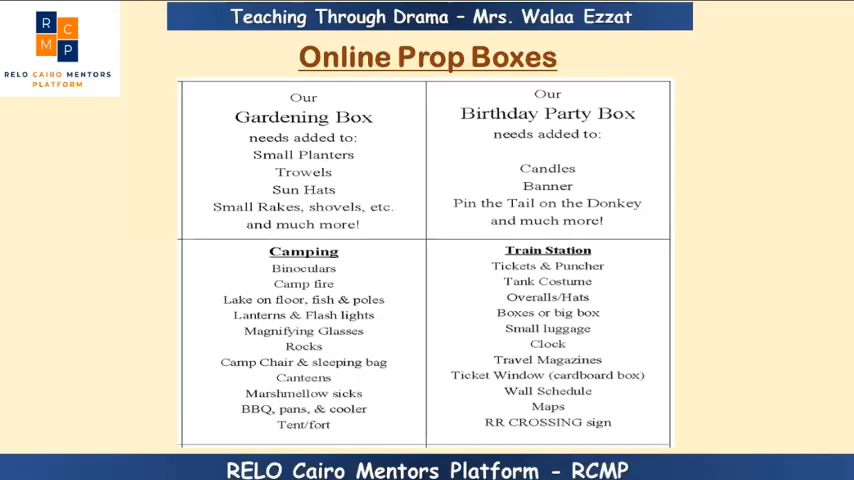 Teaching Through Drama – Mrs. Walaa Ezzat
R C
M P
RELO CAIRO MENTORS
PLATFORM
Online Prop Boxes
Our
Gardening Box
needs added to:
Small Planters
Trowels
Sun Hats
Small Rakes, shovels, etc.
and much more!
Our
Birthday Party Box
needs added to:
Candles
Banner
Pin the Tail on the Donkey
and much more!
Camping
Binoculars
Camp fire
Lake on floor, fish & poles
Lanterns & Flash lights
Magnifying Glasses
Rocks
Camp Chair & sleeping bag
Canteens
Marshmellow sicks
BBQ, pans, & cooler
Tent/fort
Train Station
Tickets & Puncher
Tank Costume
Overalls/Hats
Boxes or big box
Small luggage
Clock
Travel Magazines
Ticket Window (cardboard box)
Wall Schedule
Maps
RR CROSSING sign
RELO Cairo Mentors Platform - RCMP